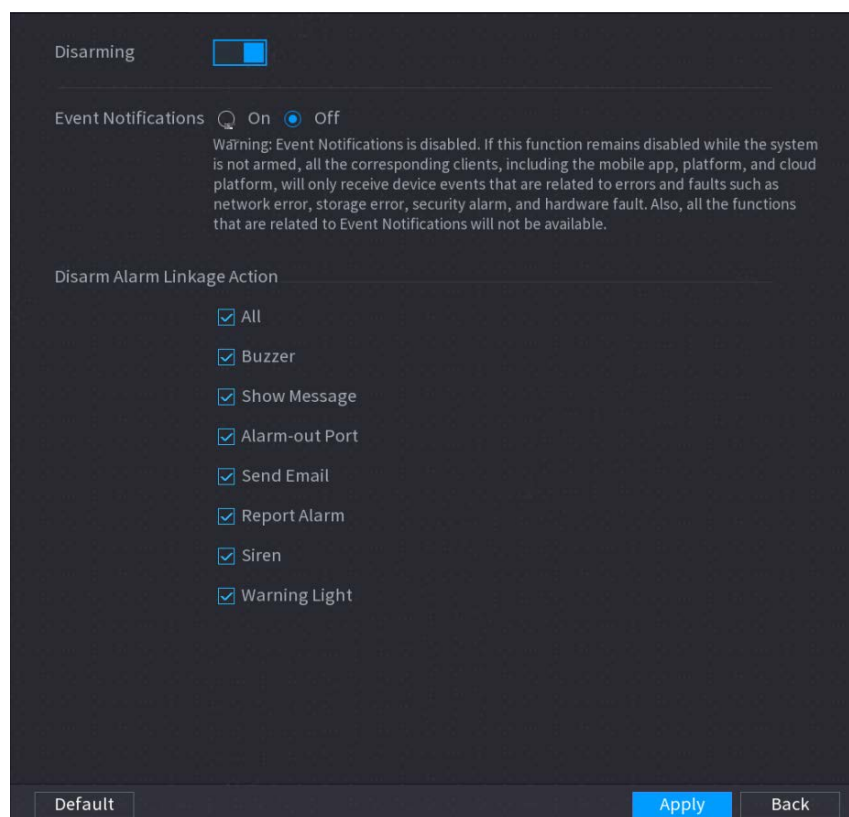 Disarming
Event Notifications On Off
Warning: Event Notifications is disabled. If this function remains disabled while the system
is not armed, all the corresponding clients, including the mobile app, platform, and cloud
platform, will only receive device events that are related to errors and faults such as
network error, storage error, security alarm, and hardware fault. Also, all the functions
that are related to Event Notifications will not be available.
Disarm Alarm Linkage Action
All
Buzzer
Show Message
Alarm-out Port
Send Email
Report Alarm
Siren
Warning Light
Default Apply Back